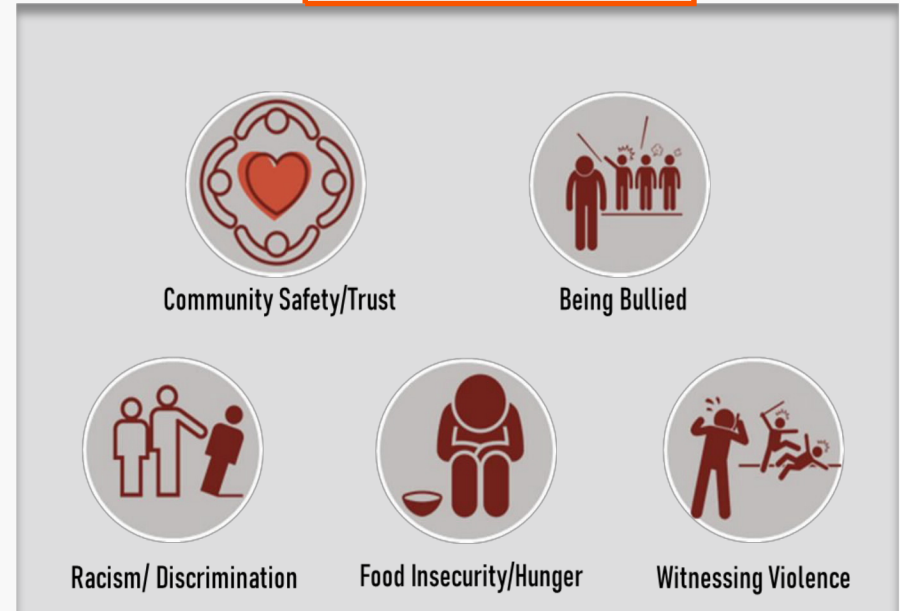 Community Safety/Trust
Being Bullied
Racism/ Discrimination
Food Insecurity/Hunger
Witnessing Violence